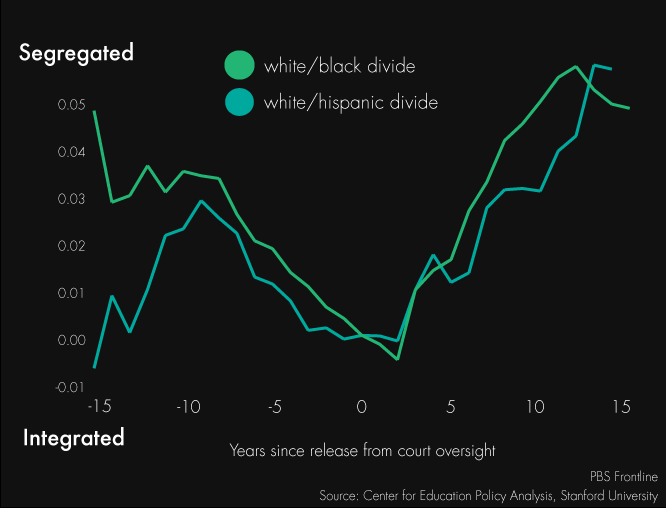 Segregated
white/black divide
white/hispanic divide
0.05
0.04
0.03
0.02
0.01
0.00
-0.01
-15 -10 -5 0 5 10 15
Integrated
Years since release from court oversight
PBS Frontline
Source: Center for Education Policy Analysis, Stanford University